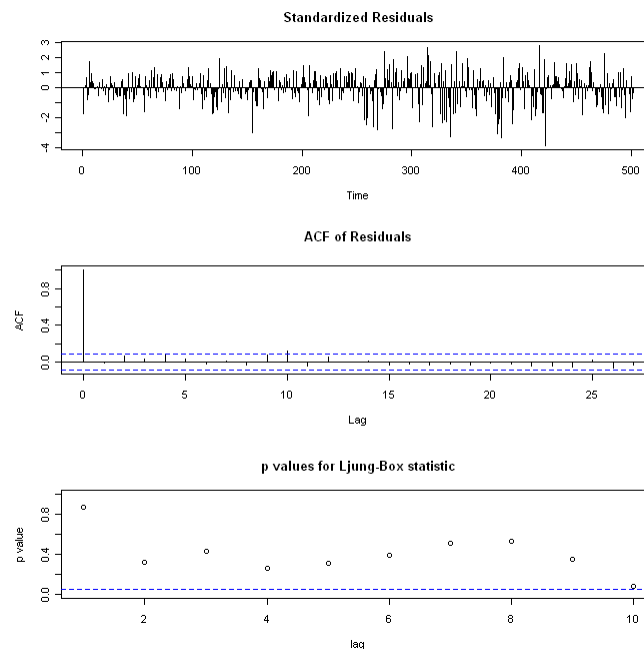 Standardized Residuals
3
2
1
0
-2
-4
0 100 200 300 400 500
Time
ACF of Residuals
ACF
0.8
0.4
0.0
0 5 10 15 20 25
Lag
p values for Ljung-Box statistic
p value
0.8
0.4
0.0
2 4 6 8 10
lag